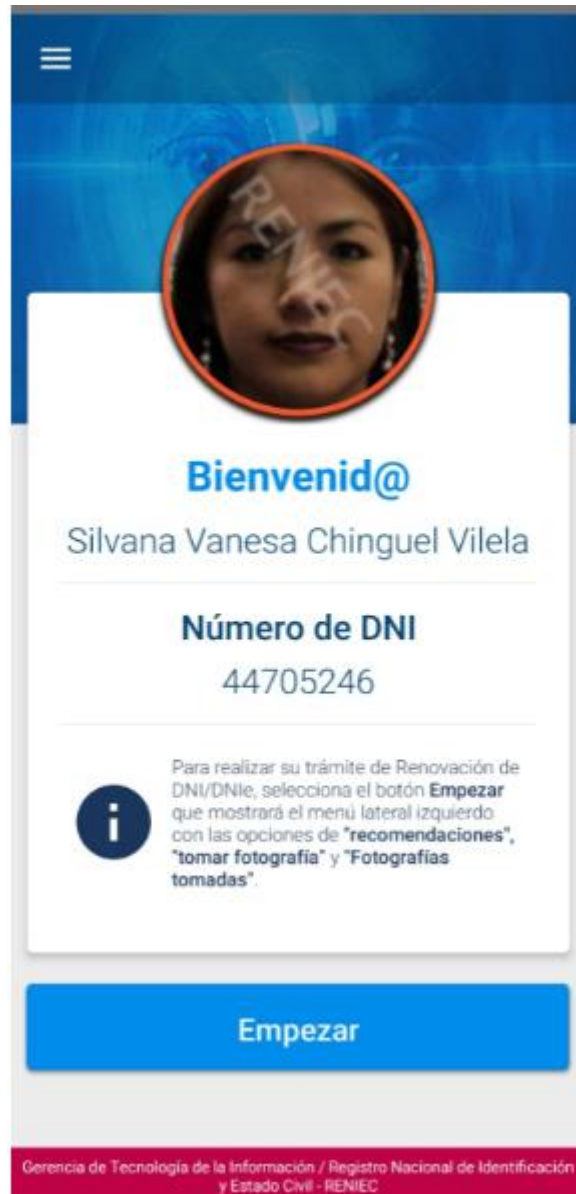 RENIEC
Bienvenid@
Silvana Vanesa Chinguel Vilela
Número de DNI
44705246
Para realizar su trámite de Renovación de
DNI/DNIe, selecciona el botón Empezar
que mostrará el menú lateral izquierdo
con las opciones de "recomendaciones",
"tomar fotografía" y "Fotografías
tomadas".
Empezar
Gerencia de Tecnología de la Información / Registro Nacional de Identificación
y Estado Civil - RENIEC